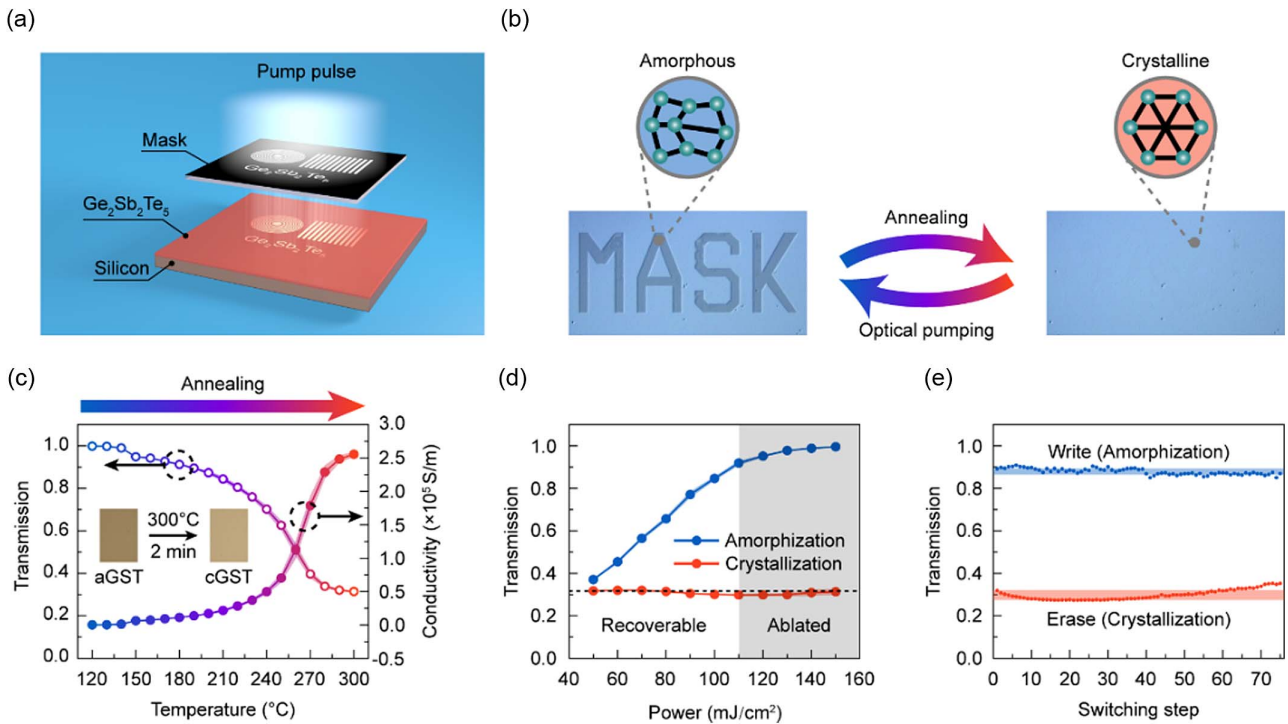 (a)
Pump pulse
Mask
Ge₂Sb₂Te₅
Silicon
(b)
Amorphous
Crystalline
MASK
Annealing
Optical pumping
(c)
Annealing
Transmission
1.0
0.8
0.6
0.4
0.2
0.0
300°C
2 min
aGST
cGST
3.0
2.5
2.0
1.5
1.0
0.5
0.0
-0.5
Conductivity (×10⁵ S/m)
120 150 180 210 240 270 300
Temperature (°C)
(d)
Transmission
1.0
0.8
0.6
0.4
0.2
0.0
Amorphization
Crystallization
Recoverable
Ablated
40 60 80 100 120 140 160
Power (mJ/cm²)
(e)
Transmission
1.0
0.8
0.6
0.4
0.2
0.0
Write (Amorphization)
Erase (Crystallization)
0 10 20 30 40 50 60 70
Switching step